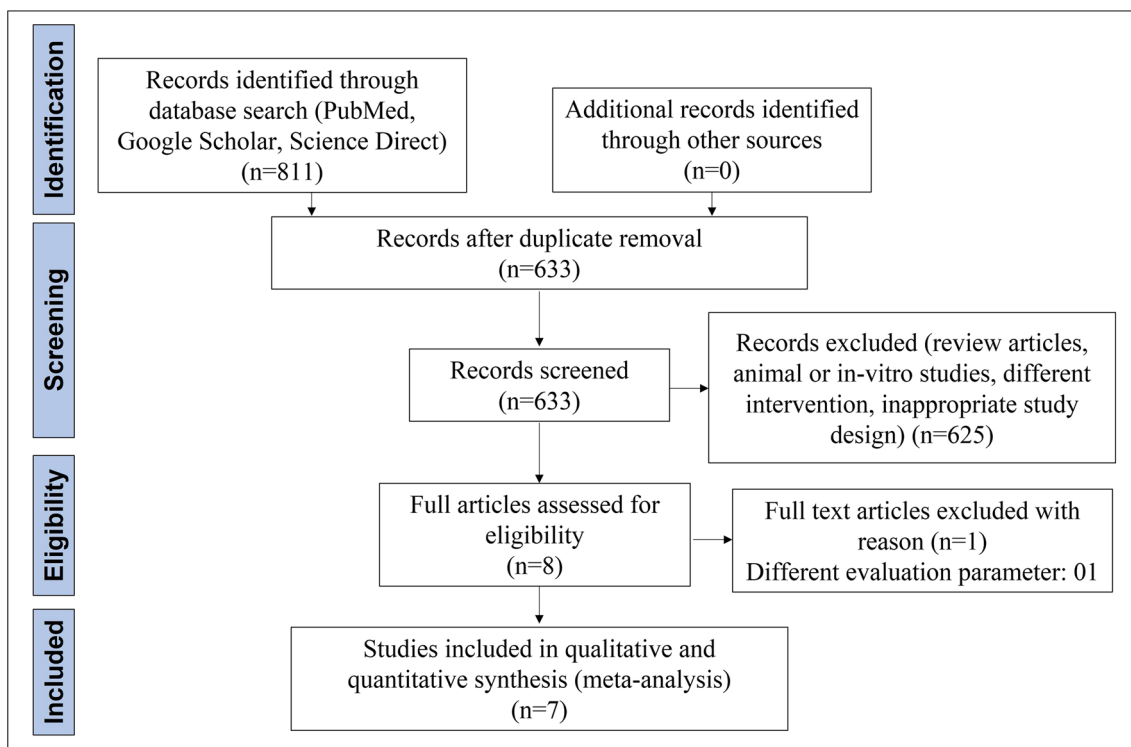 Identification
Records identified through
database search (PubMed,
Google Scholar, Science Direct)
(n=811)
Additional records identified
through other sources
(n=0)
Screening
Records after duplicate removal
(n=633)
Records screened
(n=633)
Records excluded (review articles,
animal or in-vitro studies, different
intervention, inappropriate study
design) (n=625)
Eligibility
Full articles assessed for
eligibility
(n=8)
Full text articles excluded with
reason (n=1)
Different evaluation parameter: 01
Included
Studies included in qualitative and
quantitative synthesis (meta-analysis)
(n=7)